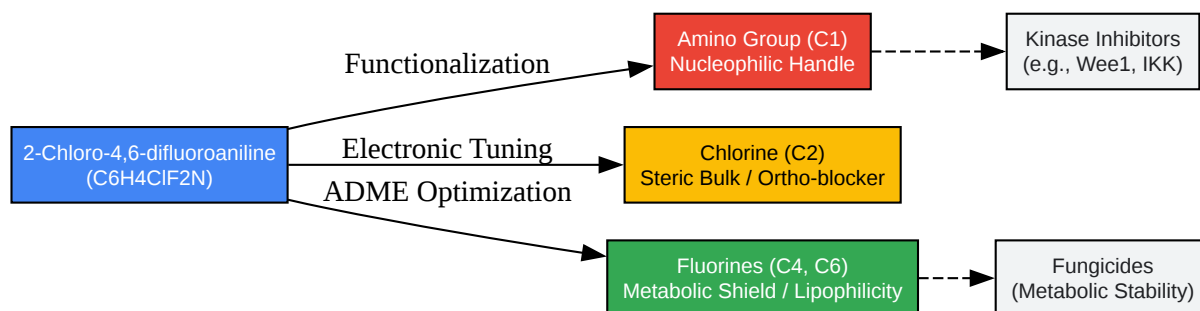 Functionalization
Amino Group (C1)
Nucleophilic Handle
Kinase Inhibitors
(e.g., Wee1, IKK)
2-Chloro-4,6-difluoroaniline
(C6H4ClF2N)
Electronic Tuning
Chlorine (C2)
Steric Bulk / Ortho-blocker
ADME Optimization
Fluorines (C4, C6)
Metabolic Shield / Lipophilicity
Fungicides
(Metabolic Stability)